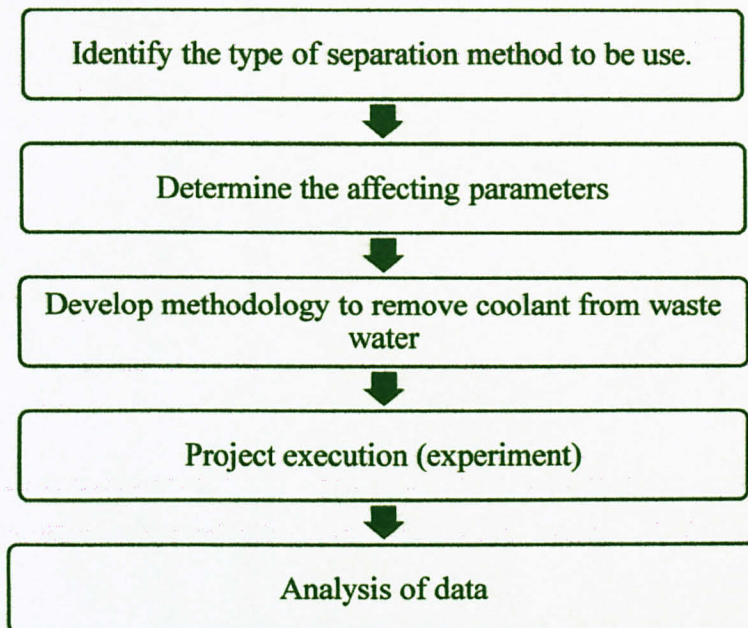 Identify the type of separation method to be use.
Determine the affecting parameters
Develop methodology to remove coolant from waste
water
Project execution (experiment)
Analysis of data